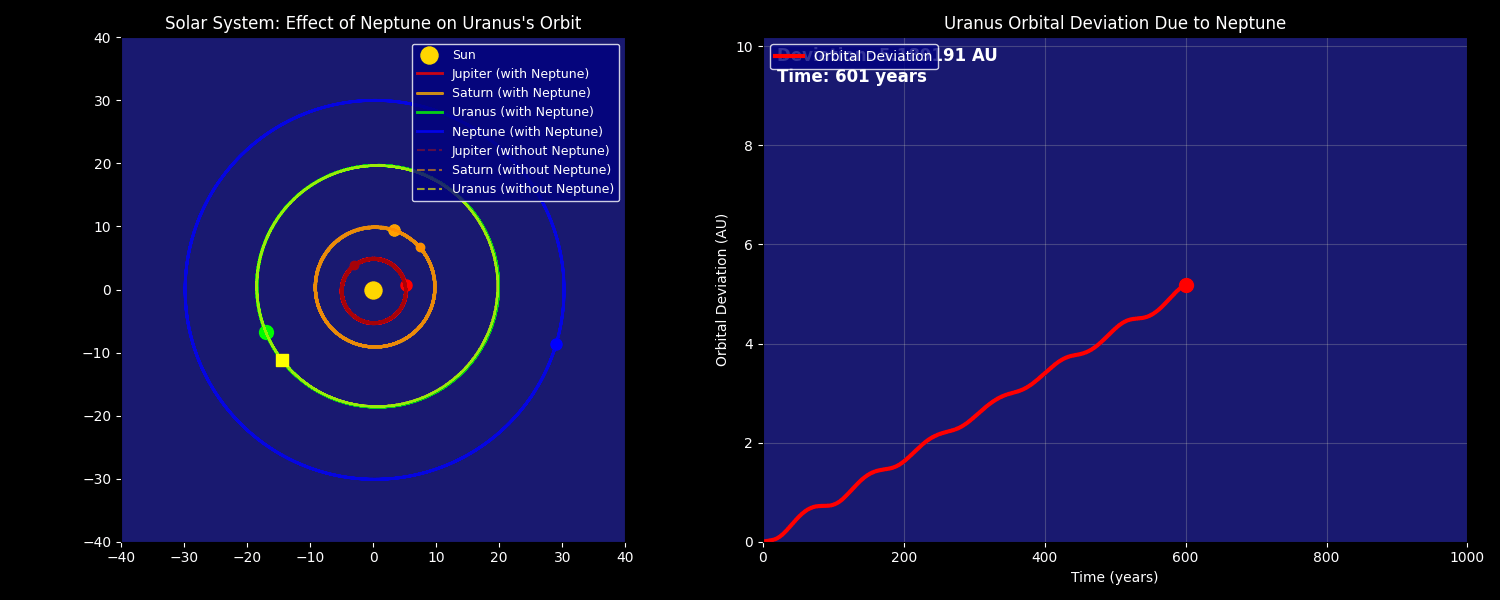 Solar System: Effect of Neptune on Uranus's Orbit
40
30
20
10
0
−10
−20
−30
−40
−40
−30
−20
−10
0
10
20
30
40
Sun
Jupiter (with Neptune)
Saturn (with Neptune)
Uranus (with Neptune)
Neptune (with Neptune)
Jupiter (without Neptune)
Saturn (without Neptune)
Uranus (without Neptune)
Uranus Orbital Deviation Due to Neptune
Orbital Deviation
Deviation: AU
Time: 601 years
Orbital Deviation (AU)
10
8
6
4
2
0
0
200
400
600
800
1000
Time (years)